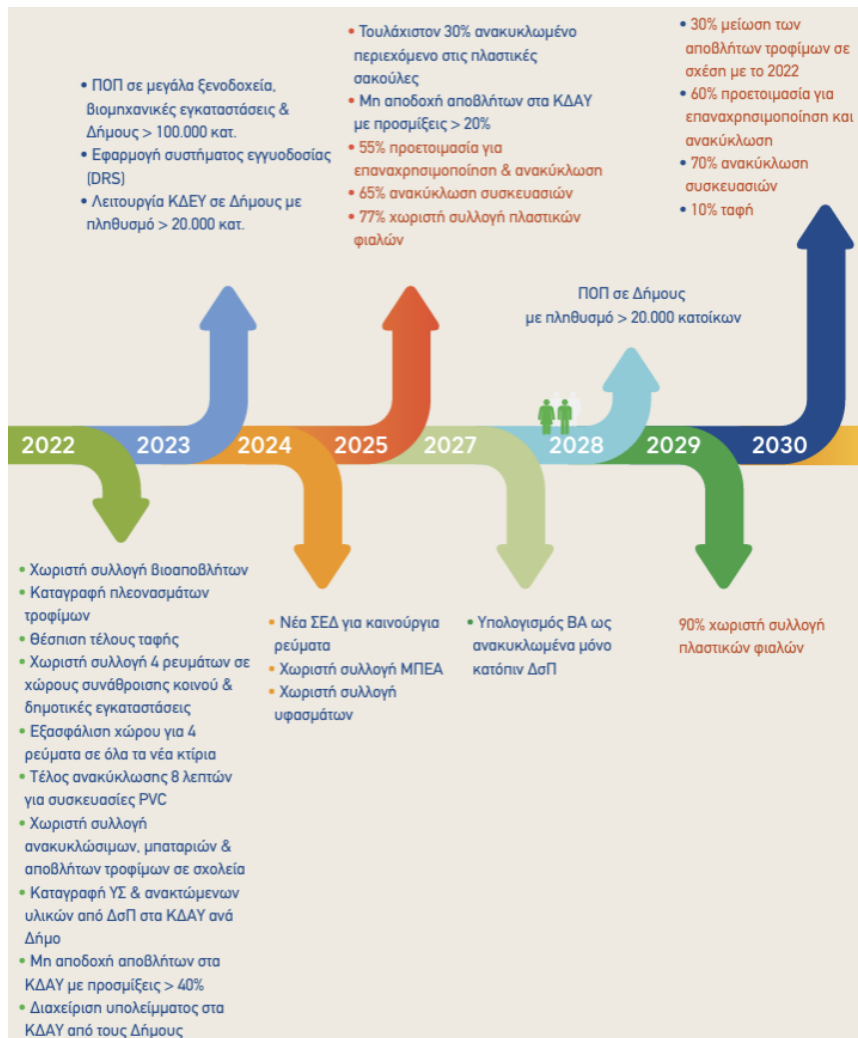 • ΠΟΠ σε μεγάλα ξενοδοχεία,
βιομηχανικές εγκαταστάσεις &
Δήμους > 100.000 κατ.
• Εφαρμογή συστήματος εγγυοδοσίας
(DRS)
• Λειτουργία ΚΔΕΥ σε Δήμους με
πληθυσμό > 20.000 κατ.
• Τουλάχιστον 30% ανακυκλωμένο
περιεχόμενο στις πλαστικές
σακούλες
• Μη αποδοχή αποβλήτων στα ΚΔΑΥ
με προσμίξεις > 20%
• 55% προετοιμασία για
επαναχρησιμοποίηση & ανακύκλωση
• 65% ανακύκλωση συσκευασιών
• 77% χωριστή συλλογή πλαστικών
φιαλών
• 30% μείωση των
αποβλήτων τροφίμων σε
σχέση με το 2022
• 60% προετοιμασία για
επαναχρησιμοποίηση και
ανακύκλωση
• 70% ανακύκλωση
συσκευασιών
• 10% ταφή
ΠΟΠ σε Δήμους
με πληθυσμό > 20.000 κατοίκων
2022 2023 2024 2025 2027 2028 2029 2030
• Χωριστή συλλογή βιοαποβλήτων
• Καταγραφή πλεονασμάτων
τροφίμων
• Θέσπιση τέλους ταφής
• Χωριστή συλλογή 4 ρευμάτων σε
χώρους συνάθροισης κοινού &
δημοτικές εγκαταστάσεις
• Εξασφάλιση χώρου για 4
ρεύματα σε όλα τα νέα κτίρια
• Τέλος ανακύκλωσης 8 λεπτών
για συσκευασίες PVC
• Χωριστή συλλογή
ανακυκλώσιμων, μπαταριών &
αποβλήτων τροφίμων σε σχολεία
• Καταγραφή ΥΣ & ανακτώμενων
υλικών από ΔσΠ στα ΚΔΑΥ ανά
Δήμο
• Μη αποδοχή αποβλήτων στα
ΚΔΑΥ με προσμίξεις > 40%
• Διαχείριση υπολείμματος στα
ΚΔΑΥ από τους Δήμους
• Νέα ΣΕΔ για καινούργια
ρεύματα
• Χωριστή συλλογή ΜΠΕΑ
• Χωριστή συλλογή
υφασμάτων
• Υπολογισμός ΒΑ ως
ανακυκλωμένα μόνο
κατόπιν ΔσΠ
90% χωριστή συλλογή
πλαστικών φιαλών